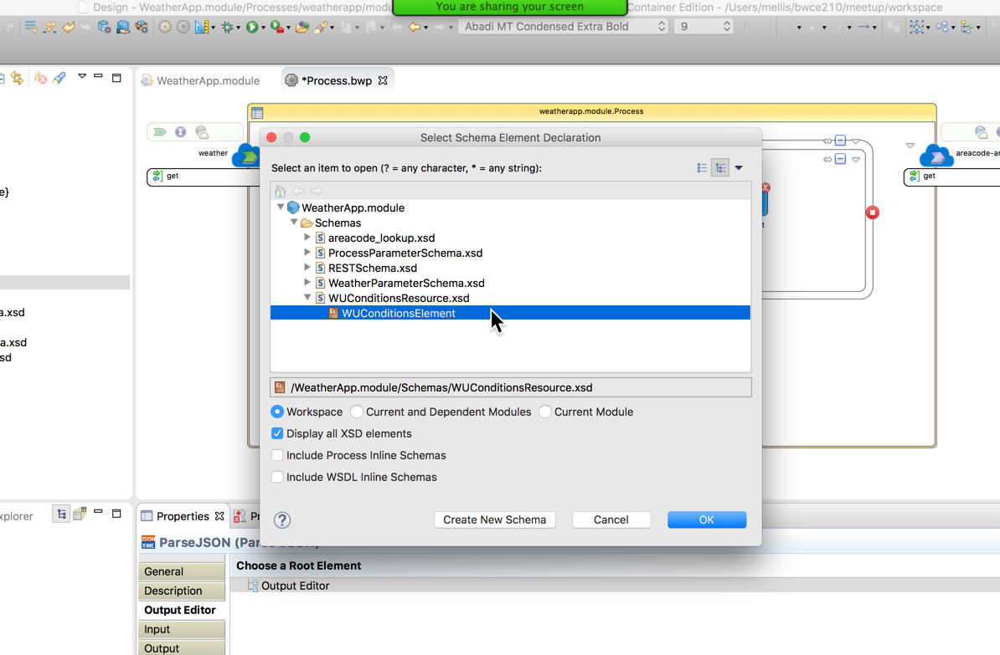 You are sharing your screen
Design - WeatherApp.module/Processes/weatherapp/modu
Container Edition - /Users/mellis/bwce210/meetup/workspace
Abadi MT Condensed Extra Bold
9
WeatherApp.module
*Process.bwp
weatherapp.module.Process
weather
get
areacode-a
get
e}
a.xsd
a.xsd
sd
Select Schema Element Declaration
Select an item to open (? = any character, * = any string):
WeatherApp.module
Schemas
S areacode_lookup.xsd
S ProcessParameterSchema.xsd
S RESTSchema.xsd
S WeatherParameterSchema.xsd
S WUConditionsResource.xsd
EL WUConditionsElement
EL /WeatherApp.module/Schemas/WUConditionsResource.xsd
Workspace Current and Dependent Modules Current Module
Display all XSD elements
Include Process Inline Schemas
Include WSDL Inline Schemas
? Create New Schema Cancel OK
xplorer
Properties
Pr
JSON XML ParseJSON (Pars
General
Description
Output Editor
Input
Output
Choose a Root Element
Output Editor